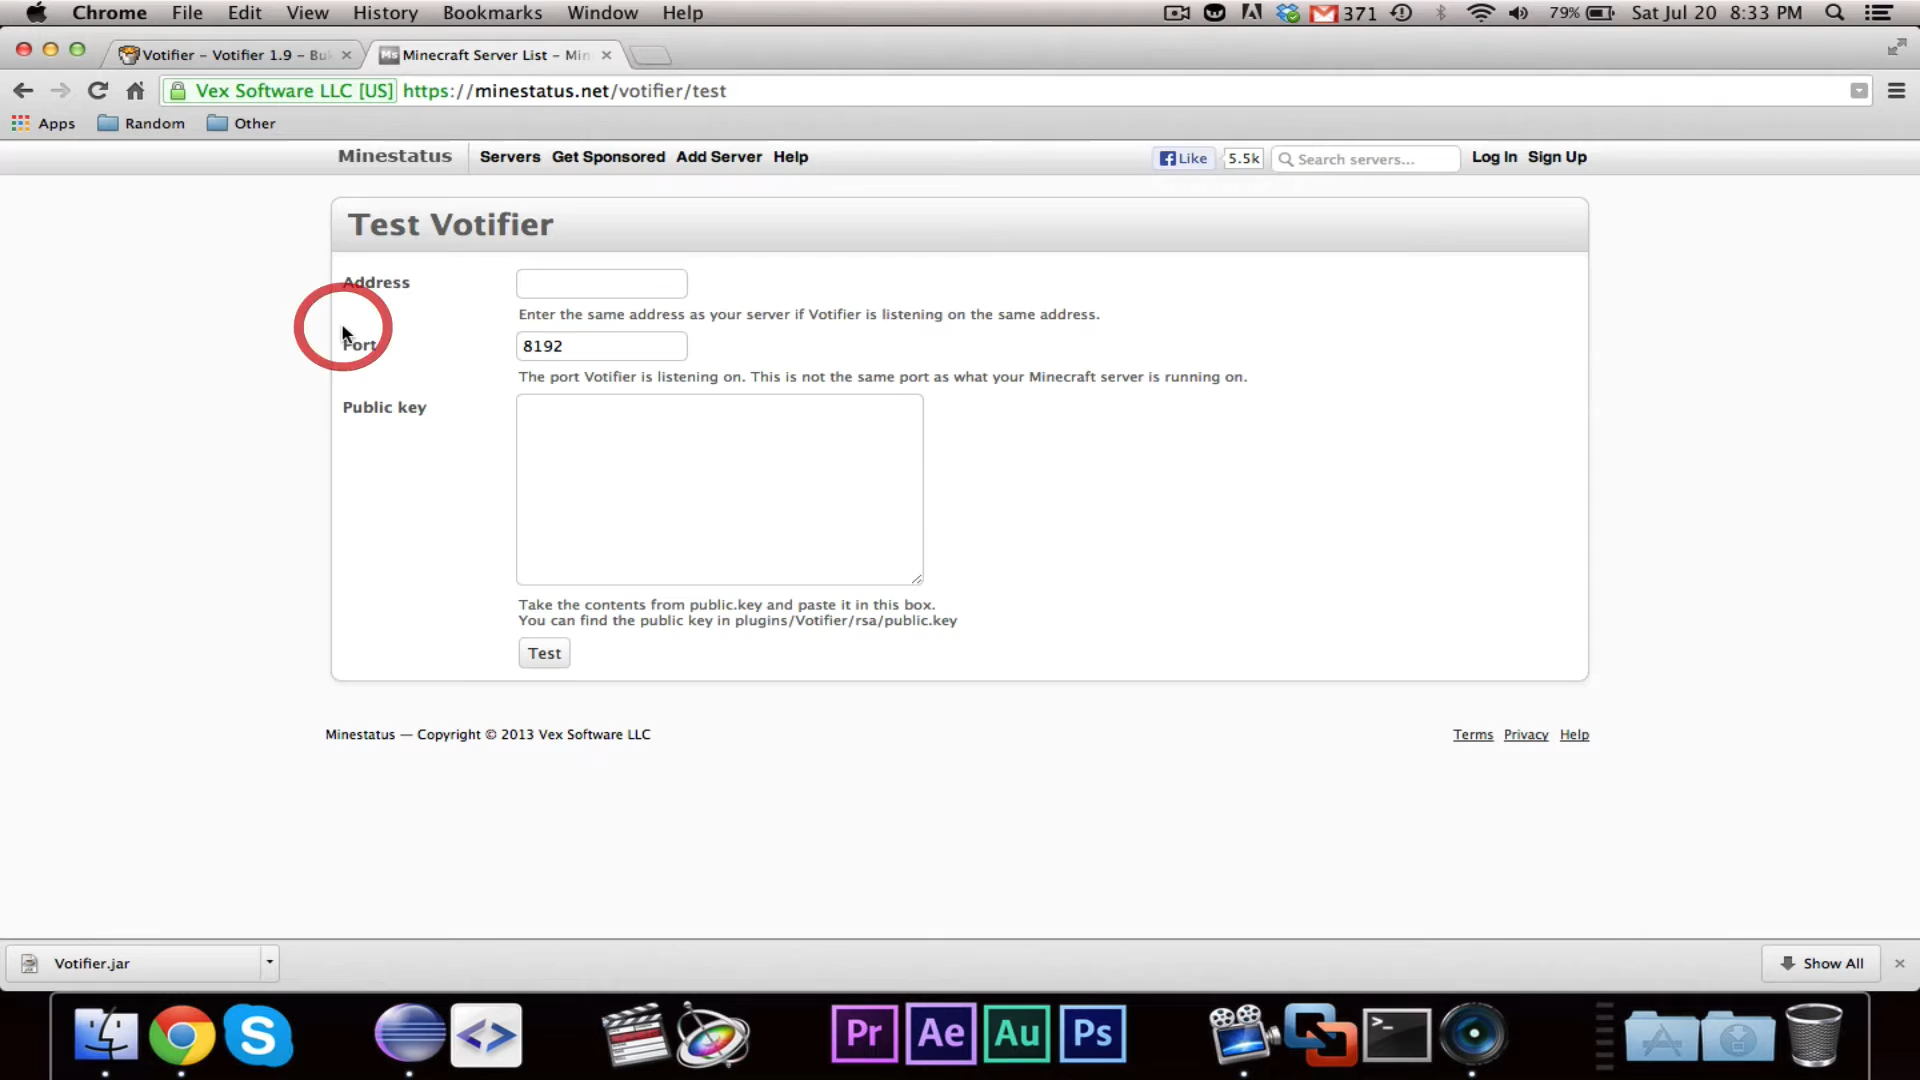 Chrome File Edit View History Bookmarks Window Help 371 79% Sat Jul 20 8:33 PM
Votifier – Votifier 1.9 – Bu Ms Minecraft Server List – Min
Vex Software LLC [US] https://minestatus.net/votifier/test
Apps Random Other
Minestatus Servers Get Sponsored Add Server Help Like 5.5k Search servers... Log In Sign Up
Test Votifier
Address
Enter the same address as your server if Votifier is listening on the same address.
Port 8192
The port Votifier is listening on. This is not the same port as what your Minecraft server is running on.
Public key
Take the contents from public.key and paste it in this box.
You can find the public key in plugins/Votifier/rsa/public.key
Test
Minestatus — Copyright © 2013 Vex Software LLC Terms Privacy Help
Votifier.jar Show All
Pr Ae Au Ps